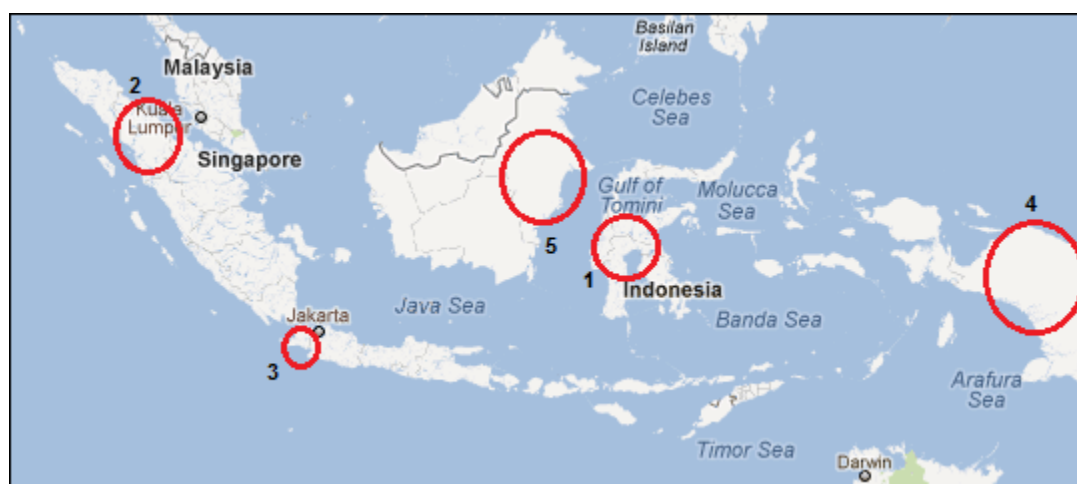 Basilan
Island
Malaysia
2
Celebes
Sea
Kuala
Lumpur
Singapore
Gulf of
Tomini
Molucca
Sea
4
5
1
Indonesia
Java Sea
Jakarta
Banda Sea
3
Arafura
Sea
Timor Sea
Darwin